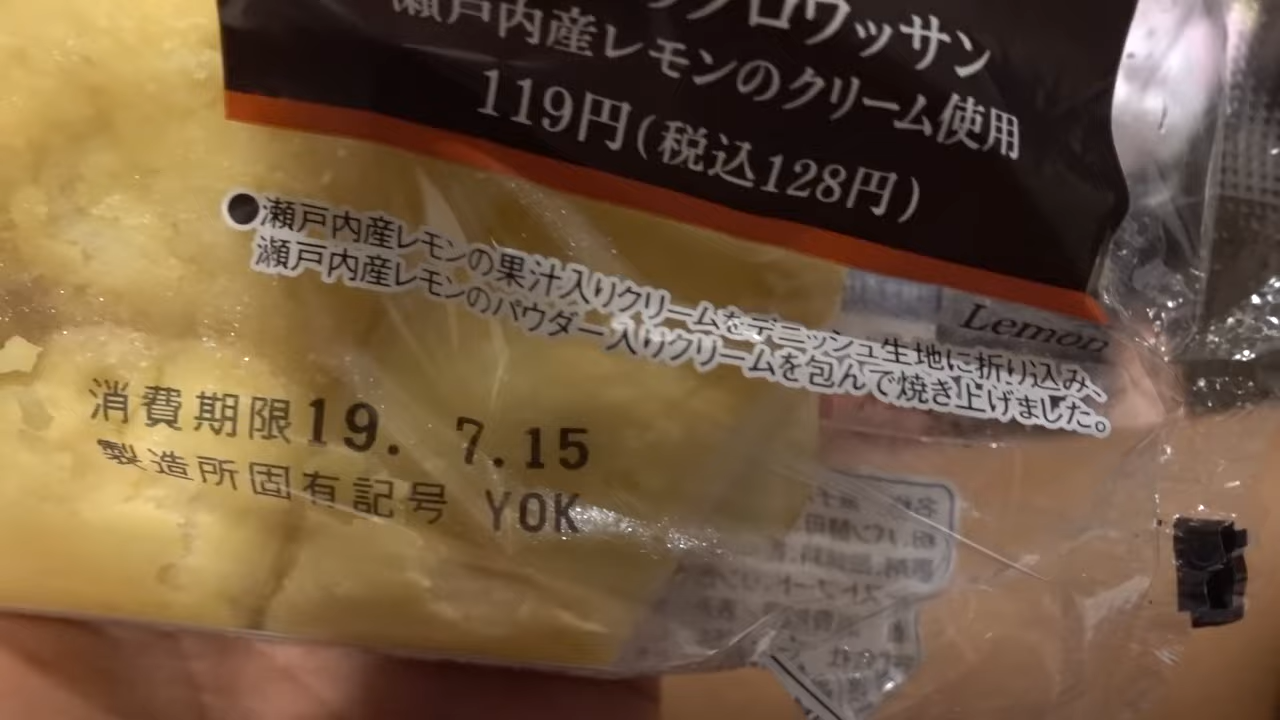 クロワッサン
瀬戸内産レモンのクリーム使用
119円(税込128円)
Lemon
●瀬戸内産レモンの果汁入りクリームをデニッシュ生地に折り込み、
瀬戸内産レモンのパウダー入りクリームを包んで焼き上げました。
消費期限19. 7.15
製造所固有記号 YOK